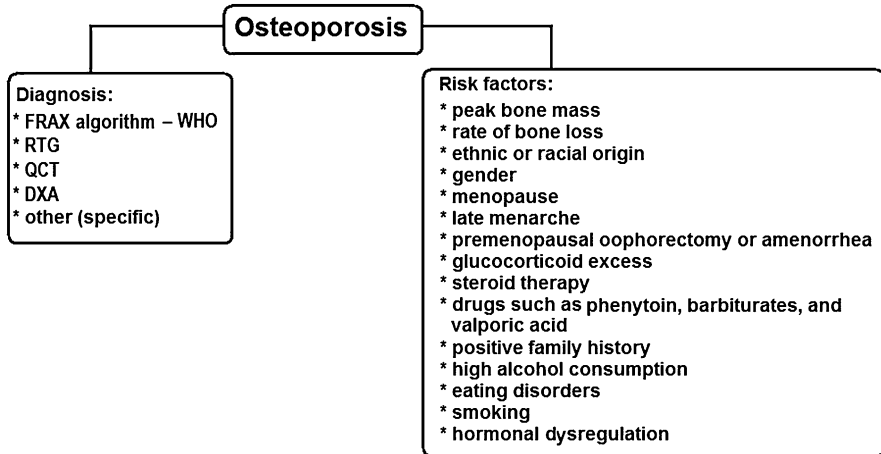 Osteoporosis
Diagnosis:
* FRAX algorithm – WHO
* RTG
* QCT
* DXA
* other (specific)
Risk factors:
* peak bone mass
* rate of bone loss
* ethnic or racial origin
* gender
* menopause
* late menarche
* premenopausal oophorectomy or amenorrhea
* glucocorticoid excess
* steroid therapy
* drugs such as phenytoin, barbiturates, and
valporic acid
* positive family history
* high alcohol consumption
* eating disorders
* smoking
* hormonal dysregulation